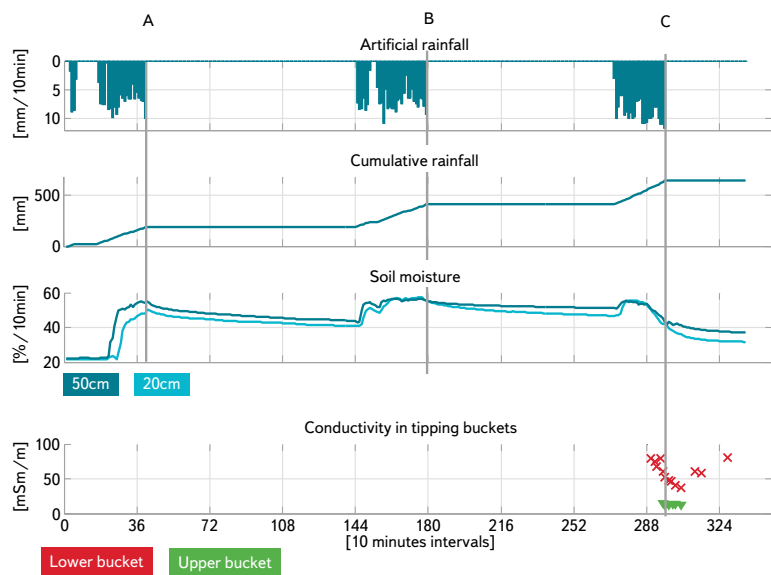 A B C
Artificial rainfall
0
5
10
[mm/10min]
Cumulative rainfall
500
0
[mm]
Soil moisture
60
40
20
[%/10min]
50cm 20cm
Conductivity in tipping buckets
100
50
0
[mSm/m]
0 36 72 108 144 180 216 252 288 324
[10 minutes intervals]
Lower bucket Upper bucket